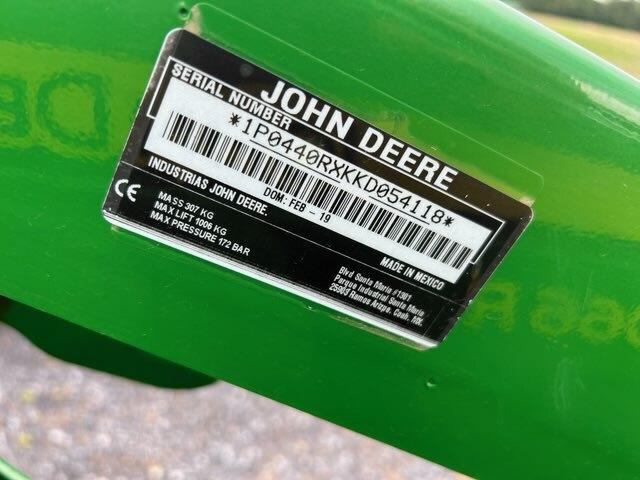 JOHN DEERE
SERIAL NUMBER
*1P0440RXKKD054118*
INDUSTRIAS JOHN DEERE.
DOM: FEB - 19
MADE IN MEXICO
CE
MASS 307 KG
MAX LIFT 1006 KG
MAX PRESSURE 172 BAR
Blvd Santa Maria #1301
Parque Industrial Santa Maria
25903 Ramos Arizpe, Coah. MX.